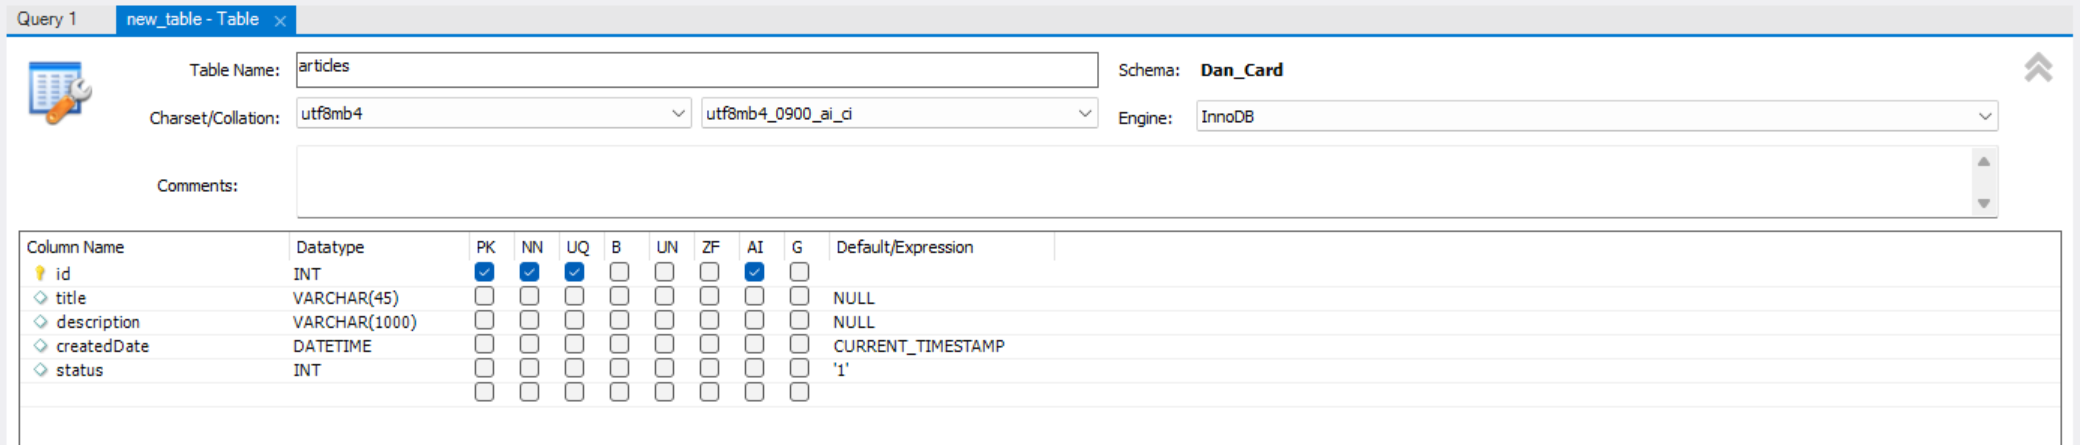 Query 1 new_table - Table ×
Table Name: articles Schema: Dan_Card
Charset/Collation: utf8mb4 utf8mb4_0900_ai_ci Engine: InnoDB
Comments:
Column Name Datatype PK NN UQ B UN ZF AI G Default/Expression
id INT
title VARCHAR(45) NULL
description VARCHAR(1000) NULL
createdDate DATETIME CURRENT_TIMESTAMP
status INT '1'